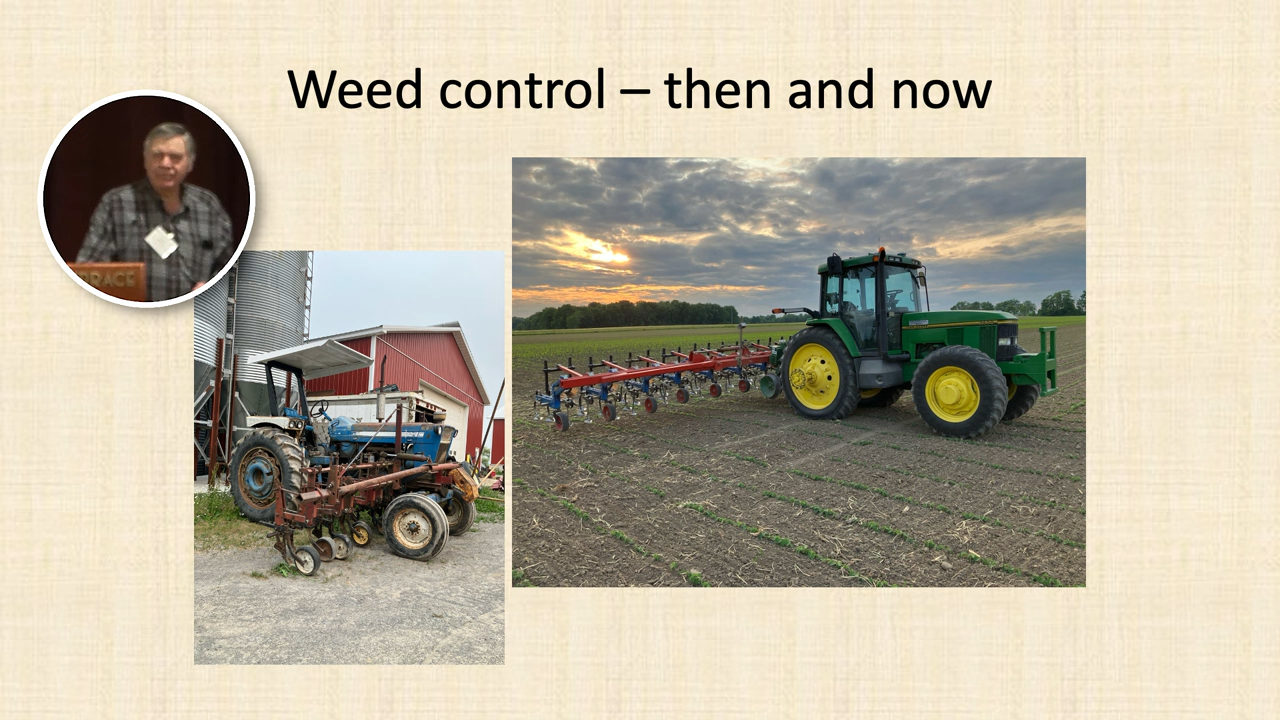 Weed control – then and now